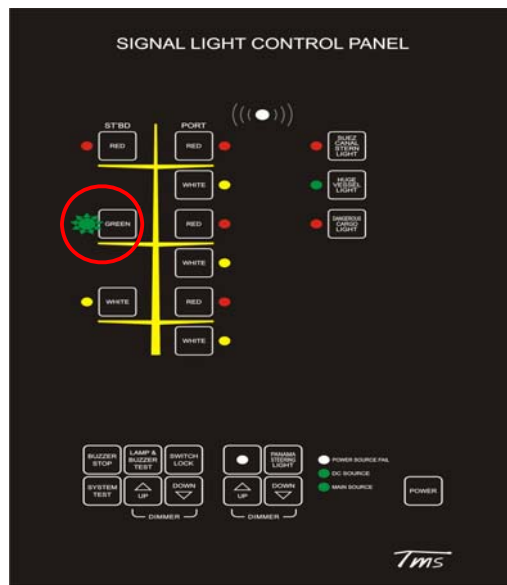 SIGNAL LIGHT CONTROL PANEL
ST'BD
PORT
RED
RED
SUEZ
CANAL
STERN
LIGHT
WHITE
HUGE
VESSEL
LIGHT
GREEN
RED
DANGEROUS
CARGO
LIGHT
WHITE
WHITE
RED
WHITE
BUZZER
STOP
LAMP &
BUZZER
TEST
SWITCH
LOCK
PANAMA
STEERING
LIGHT
POWER SOURCE FAIL
DC SOURCE
MAIN SOURCE
SYSTEM
TEST
UP
DOWN
UP
DOWN
POWER
DIMMER
DIMMER
Tms